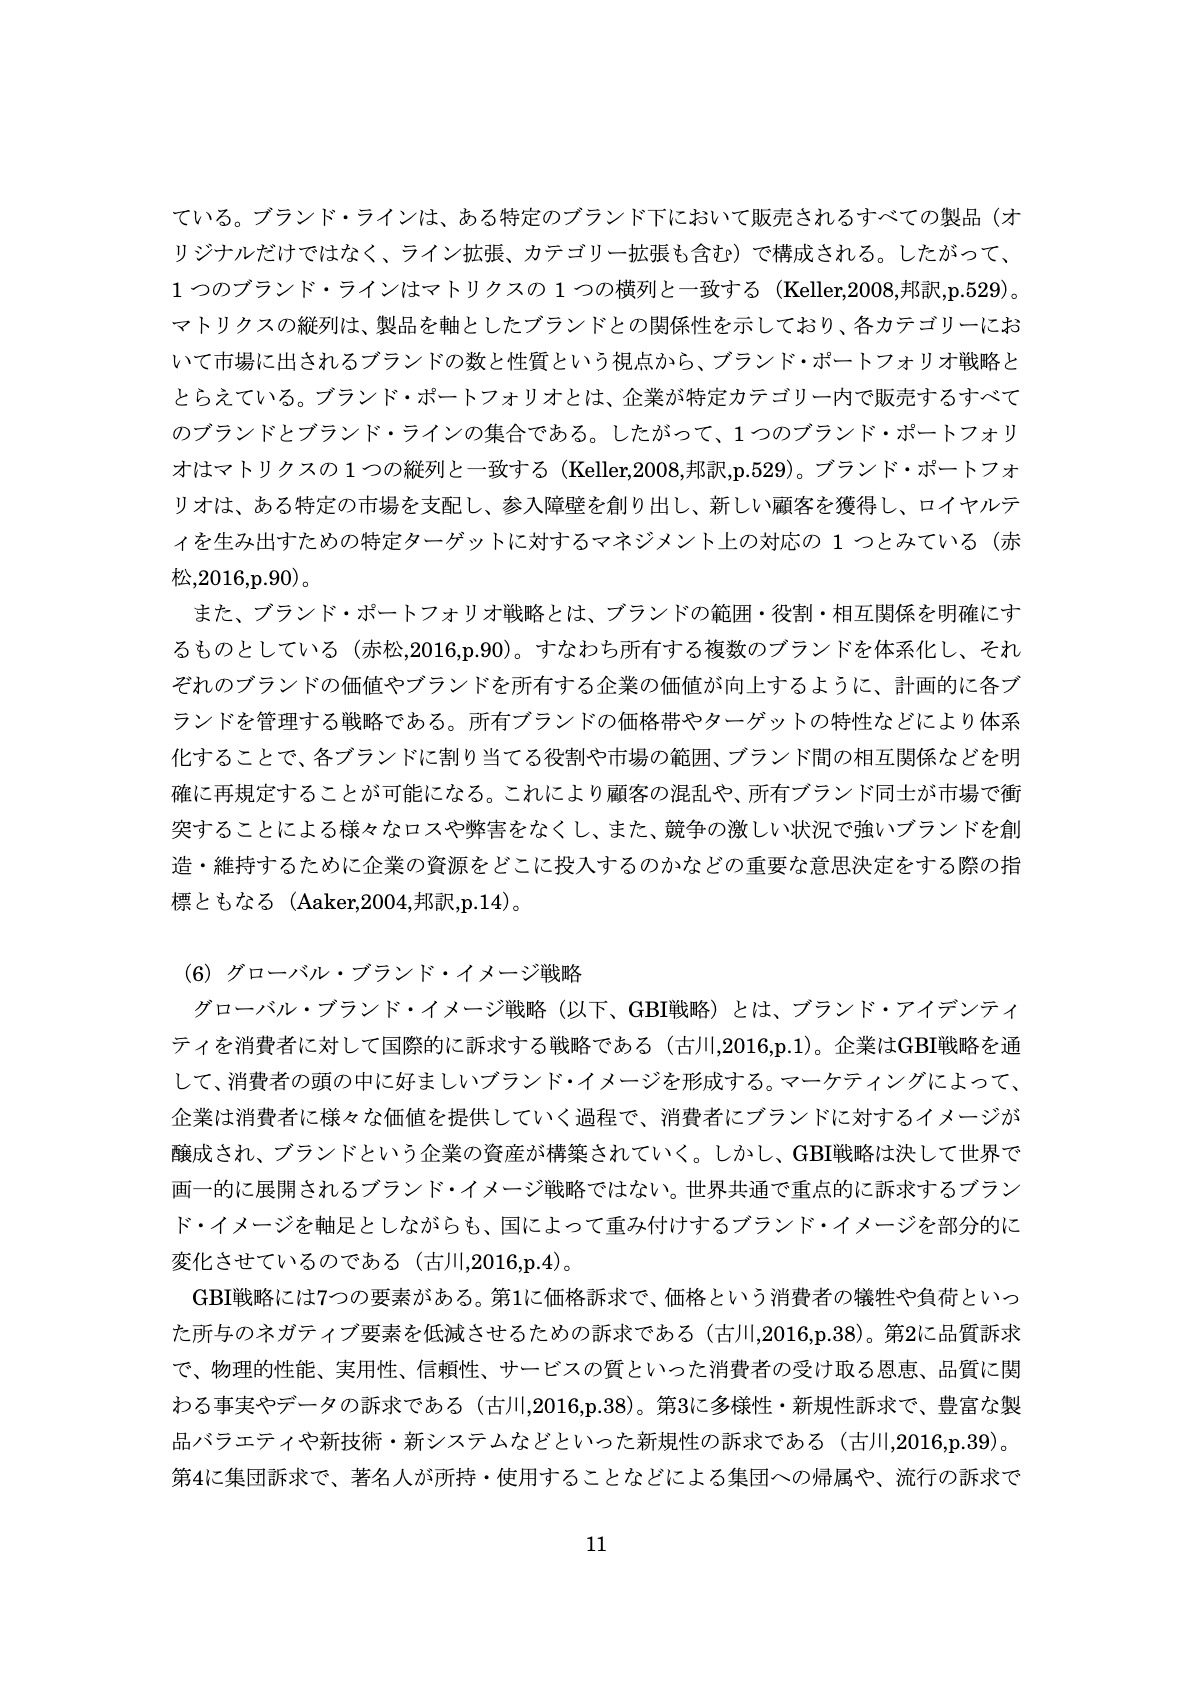 ている。ブランド・ラインは、ある特定のブランド下において販売されるすべての製品（オ
リジナルだけではなく、ライン拡張、カテゴリー拡張も含む）で構成される。したがって、
1 つのブランド・ラインはマトリクスの 1 つの横列と一致する（Keller,2008,邦訳,p.529）。
マトリクスの縦列は、製品を軸としたブランドとの関係性を示しており、各カテゴリーにお
いて市場に出されるブランドの数と性質という視点から、ブランド・ポートフォリオ戦略と
とらえている。ブランド・ポートフォリオとは、企業が特定カテゴリー内で販売するすべて
のブランドとブランド・ラインの集合である。したがって、1 つのブランド・ポートフォリ
オはマトリクスの 1 つの縦列と一致する（Keller,2008,邦訳,p.529）。ブランド・ポートフォ
リオは、ある特定の市場を支配し、参入障壁を創り出し、新しい顧客を獲得し、ロイヤルテ
ィを生み出すための特定ターゲットに対するマネジメント上の対応の 1 つとみている（赤
松,2016,p.90）。
また、ブランド・ポートフォリオ戦略とは、ブランドの範囲・役割・相互関係を明確にす
るものとしている（赤松,2016,p.90）。すなわち所有する複数のブランドを体系化し、それ
ぞれのブランドの価値やブランドを所有する企業の価値が向上するように、計画的に各ブ
ランドを管理する戦略である。所有ブランドの価格帯やターゲットの特性などにより体系
化することで、各ブランドに割り当てる役割や市場の範囲、ブランド間の相互関係などを明
確に再規定することが可能になる。これにより顧客の混乱や、所有ブランド同士が市場で衝
突することによる様々なロスや弊害をなくし、また、競争の激しい状況で強いブランドを創
造・維持するために企業の資源をどこに投入するのかなどの重要な意思決定をする際の指
標ともなる（Aaker,2004,邦訳,p.14）。
（6）グローバル・ブランド・イメージ戦略
グローバル・ブランド・イメージ戦略（以下、GBI戦略）とは、ブランド・アイデンティ
ティを消費者に対して国際的に訴求する戦略である（古川,2016,p.1）。企業はGBI戦略を通
して、消費者の頭の中に好ましいブランド・イメージを形成する。マーケティングによって、
企業は消費者に様々な価値を提供していく過程で、消費者にブランドに対するイメージが
醸成され、ブランドという企業の資産が構築されていく。しかし、GBI戦略は決して世界で
画一的に展開されるブランド・イメージ戦略ではない。世界共通で重点的に訴求するブラン
ド・イメージを軸足としながらも、国によって重み付けするブランド・イメージを部分的に
変化させているのである（古川,2016,p.4）。
GBI戦略には7つの要素がある。第1に価格訴求で、価格という消費者の犠牲や負荷といっ
た所与のネガティブ要素を低減させるための訴求である（古川,2016,p.38）。第2に品質訴求
で、物理的性能、実用性、信頼性、サービスの質といった消費者の受け取る恩恵、品質に関
わる事実やデータの訴求である（古川,2016,p.38）。第3に多様性・新規性訴求で、豊富な製
品バラエティや新技術・新システムなどといった新規性の訴求である（古川,2016,p.39）。
第4に集団訴求で、著名人が所持・使用することなどによる集団への帰属や、流行の訴求で
11